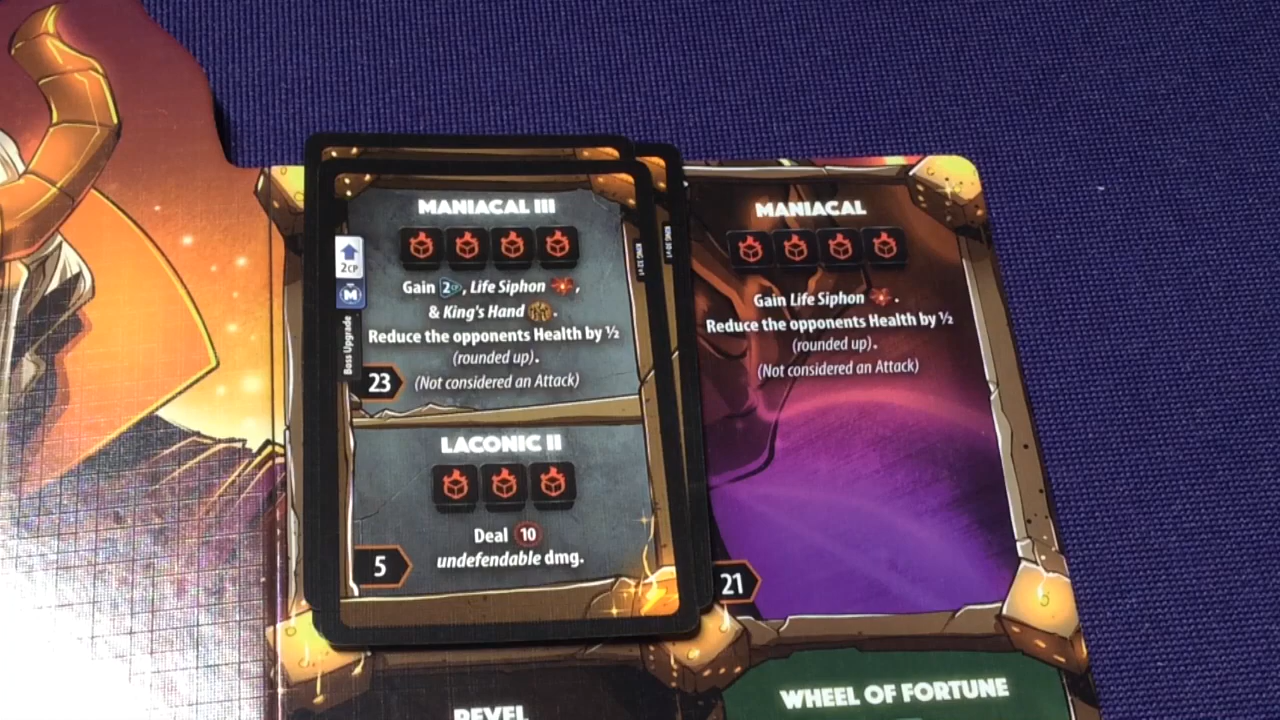 MANIACAL III
Gain 2 , Life Siphon ,
& King's Hand .
Reduce the opponents Health by ½
(rounded up).
(Not considered an Attack)
23
2CP
M
Boss Upgrade
LACONIC II
Deal 10
undefendable dmg.
5
MANIACAL
Gain Life Siphon .
Reduce the opponents Health by ½
(rounded up).
(Not considered an Attack)
21
REVEL
WHEEL OF FORTUNE